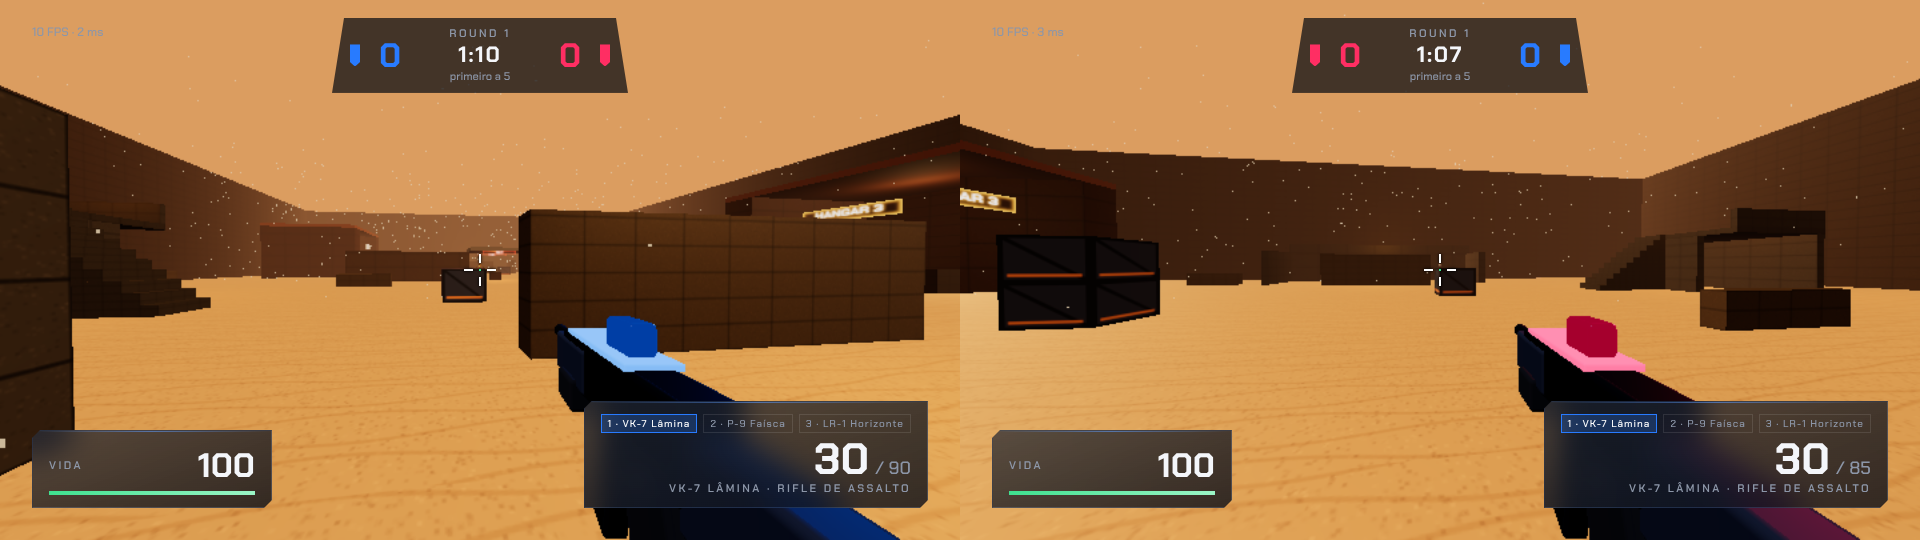 10 FPS · 2 ms
ROUND 1
0 1:10 0
primeiro a 5
HANGAR 3
1 · VK-7 Lâmina 2 · P-9 Faísca 3 · LR-1 Horizonte
VIDA 100
30 / 90
VK-7 LÂMINA · RIFLE DE ASSALTO
10 FPS · 3 ms
ROUND 1
0 1:07 0
primeiro a 5
AR 3
1 · VK-7 Lâmina 2 · P-9 Faísca 3 · LR-1 Horizonte
VIDA 100
30 / 85
VK-7 LÂMINA · RIFLE DE ASSALTO